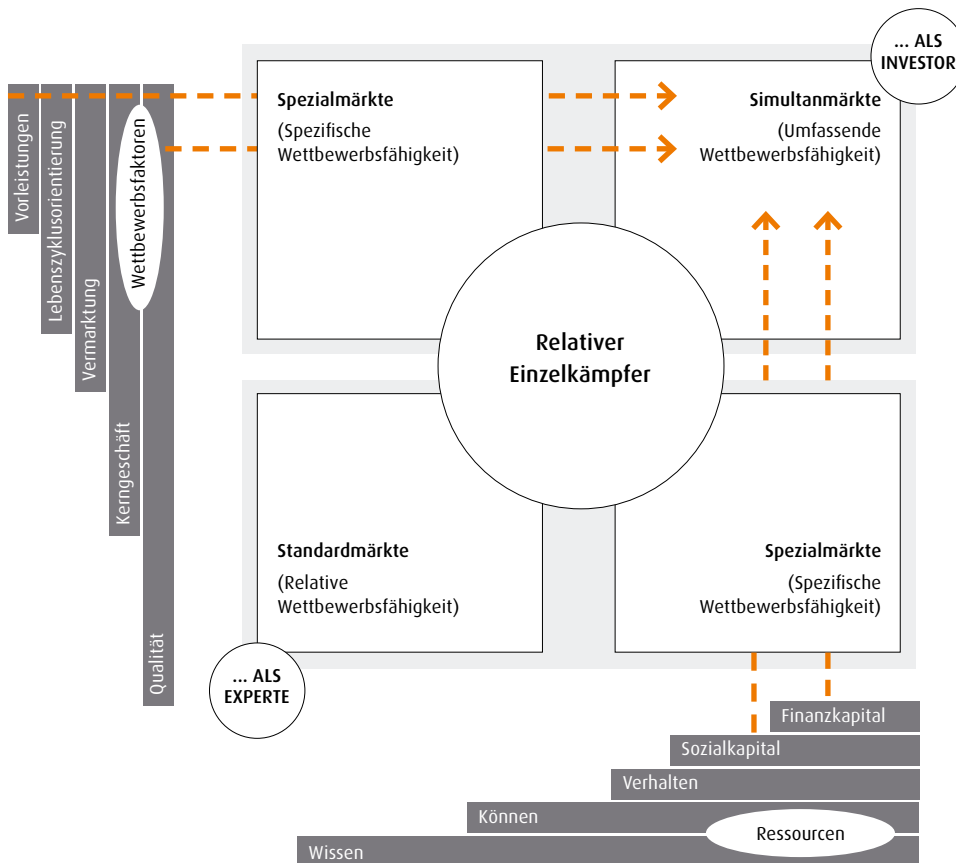 ... ALS
INVESTOR
Spezialmärkte
(Spezifische
Wettbewerbsfähigkeit)
Simultanmärkte
(Umfassende
Wettbewerbsfähigkeit)
Vorleistungen
Lebenszyklusorientierung
Vermarktung
Kerngeschäft
Qualität
Wettbewerbsfaktoren
Relativer
Einzelkämpfer
Standardmärkte
(Relative
Wettbewerbsfähigkeit)
Spezialmärkte
(Spezifische
Wettbewerbsfähigkeit)
... ALS
EXPERTE
Finanzkapital
Sozialkapital
Verhalten
Können
Ressourcen
Wissen